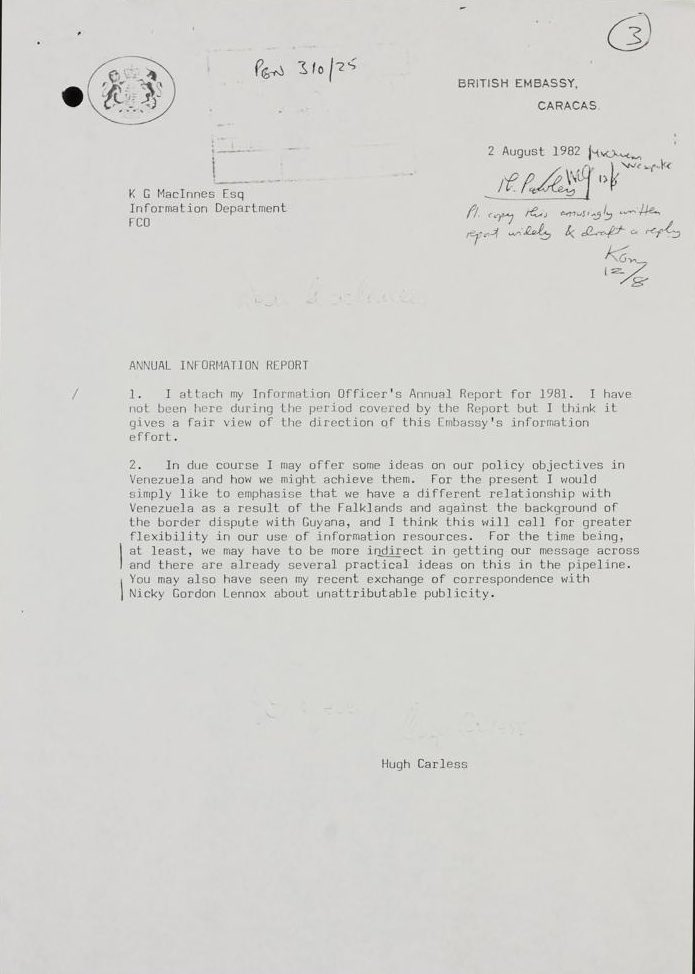 3
PGN 310/25
BRITISH EMBASSY,
CARACAS.
2 August 1982
K G MacInnes Esq
Information Department
FCO
Pl. copy this amusingly written
report widely & draft a reply
KGM
12/8
ANNUAL INFORMATION REPORT
/
1. I attach my Information Officer's Annual Report for 1981. I have
not been here during the period covered by the Report but I think it
gives a fair view of the direction of this Embassy's information
effort.
2. In due course I may offer some ideas on our policy objectives in
Venezuela and how we might achieve them. For the present I would
simply like to emphasise that we have a different relationship with
Venezuela as a result of the Falklands and against the background of
the border dispute with Guyana, and I think this will call for greater
flexibility in our use of information resources. For the time being,
at least, we may have to be more indirect in getting our message across
and there are already several practical ideas on this in the pipeline.
You may also have seen my recent exchange of correspondence with
Nicky Gordon Lennox about unattributable publicity.
Hugh Carless